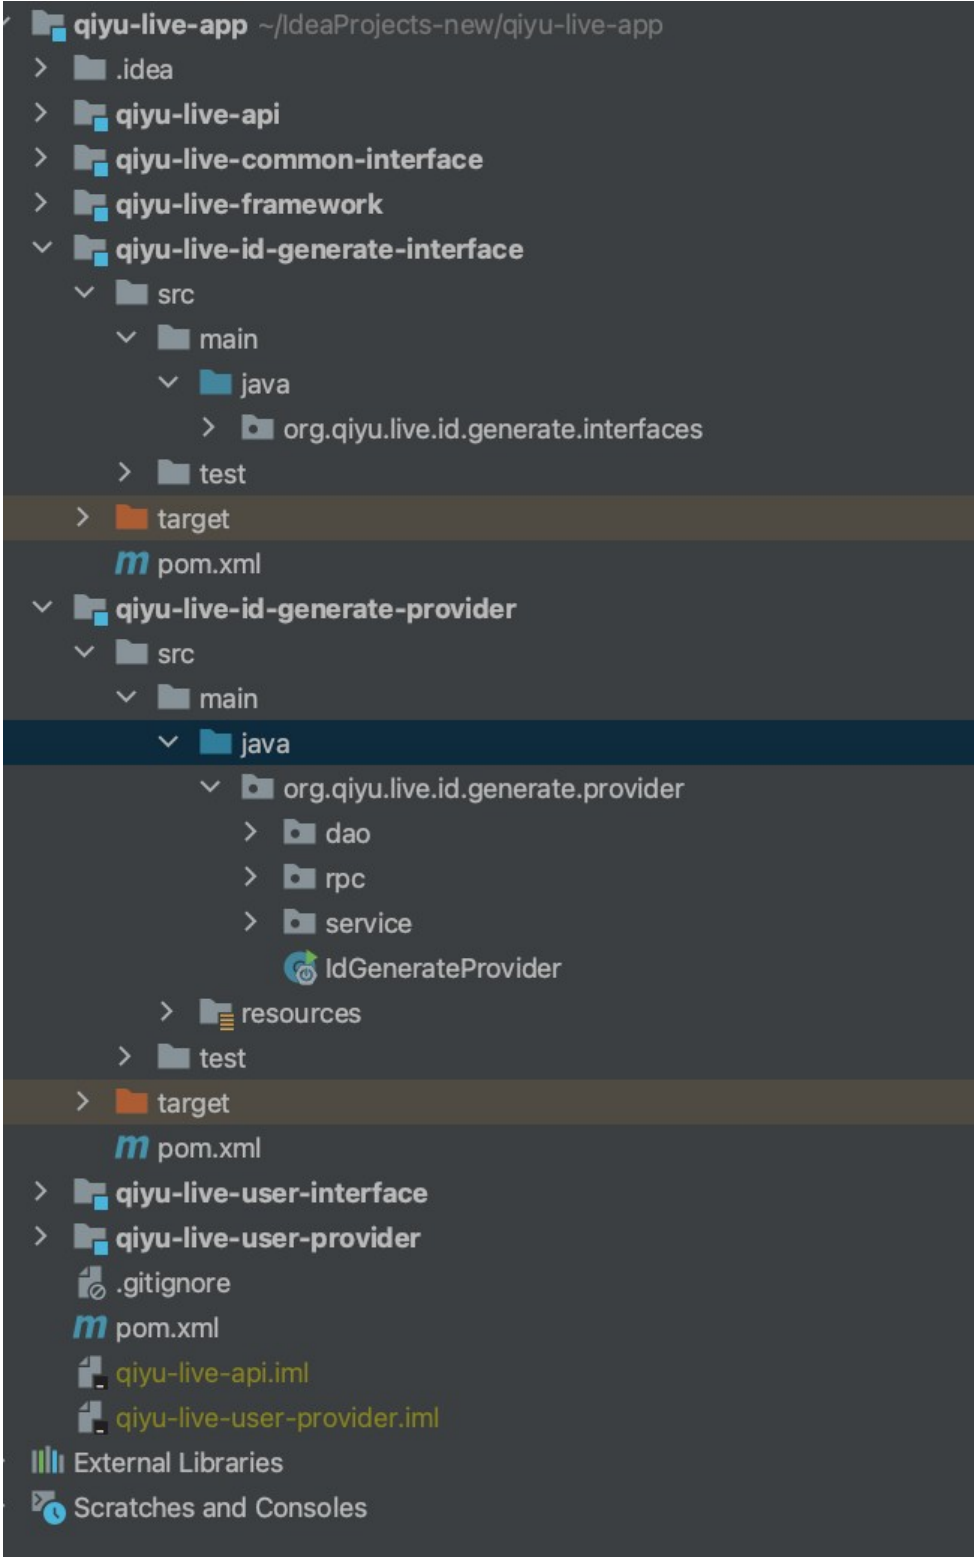 qiyu-live-app ~/IdeaProjects-new/qiyu-live-app
.idea
qiyu-live-api
qiyu-live-common-interface
qiyu-live-framework
qiyu-live-id-generate-interface
src
main
java
org.qiyu.live.id.generate.interfaces
test
target
m pom.xml
qiyu-live-id-generate-provider
src
main
java
org.qiyu.live.id.generate.provider
dao
rpc
service
IdGenerateProvider
resources
test
target
m pom.xml
qiyu-live-user-interface
qiyu-live-user-provider
.gitignore
m pom.xml
qiyu-live-api.iml
qiyu-live-user-provider.iml
External Libraries
Scratches and Consoles